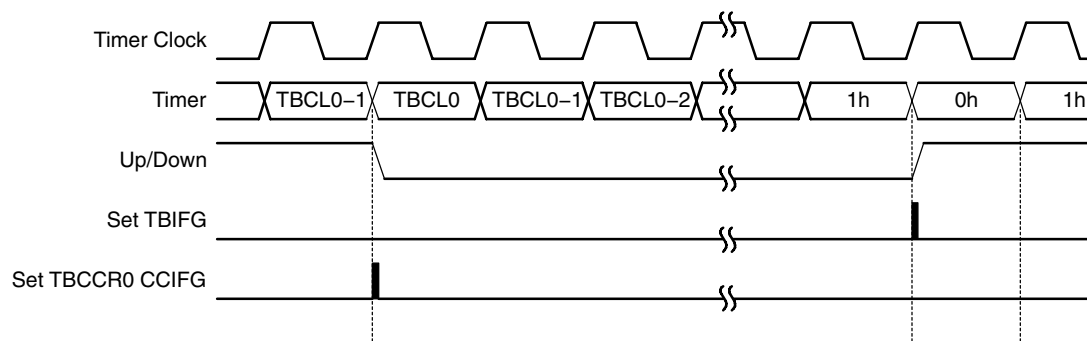 Timer Clock
Timer
TBCL0−1
TBCL0
TBCL0−1
TBCL0−2
1h
0h
1h
Up/Down
Set TBIFG
Set TBCCR0 CCIFG